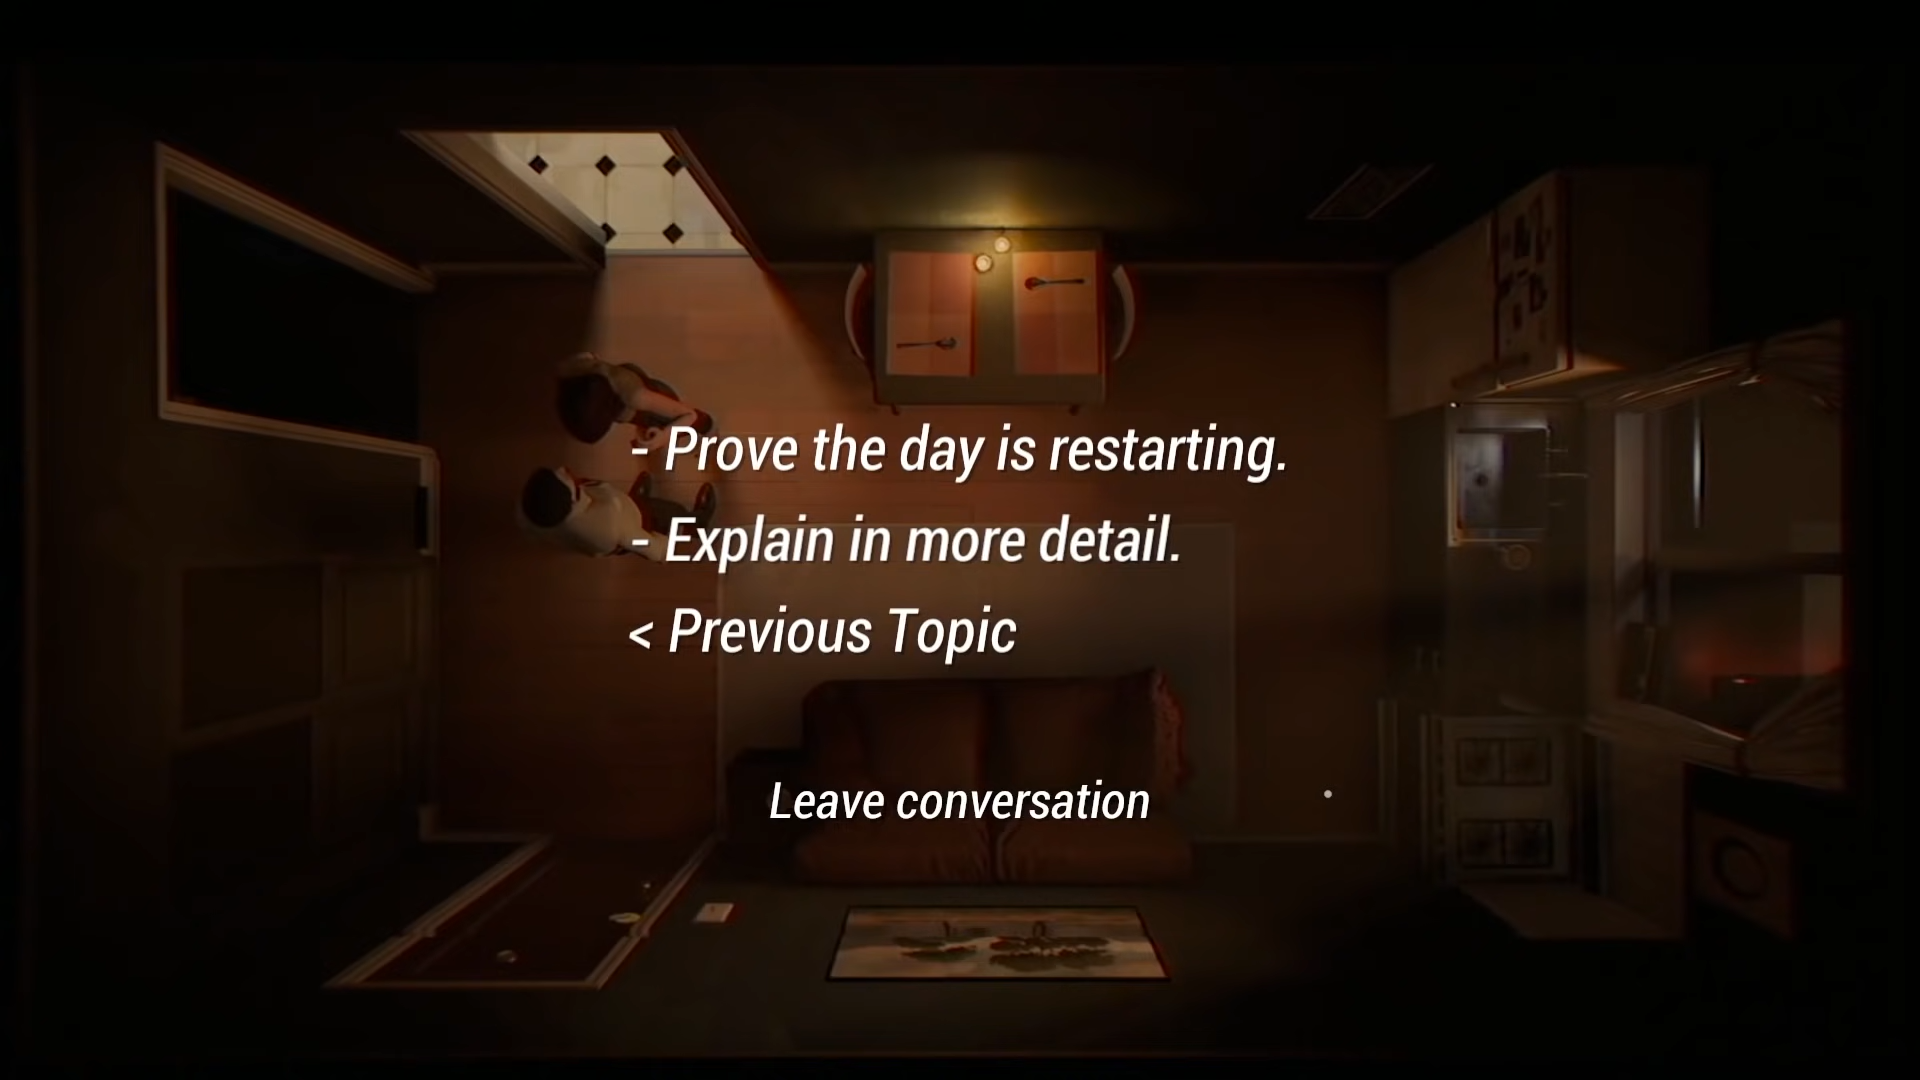 - Prove the day is restarting.
- Explain in more detail.
< Previous Topic
Leave conversation